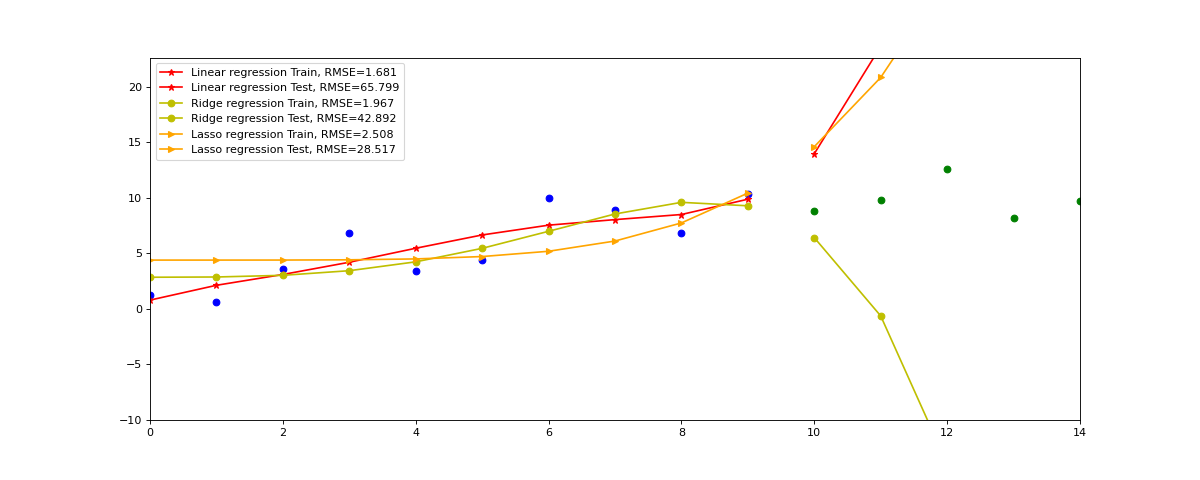 Linear regression Train, RMSE=1.681
Linear regression Test, RMSE=65.799
Ridge regression Train, RMSE=1.967
Ridge regression Test, RMSE=42.892
Lasso regression Train, RMSE=2.508
Lasso regression Test, RMSE=28.517
20
15
10
5
0
−5
−10
0 2 4 6 8 10 12 14